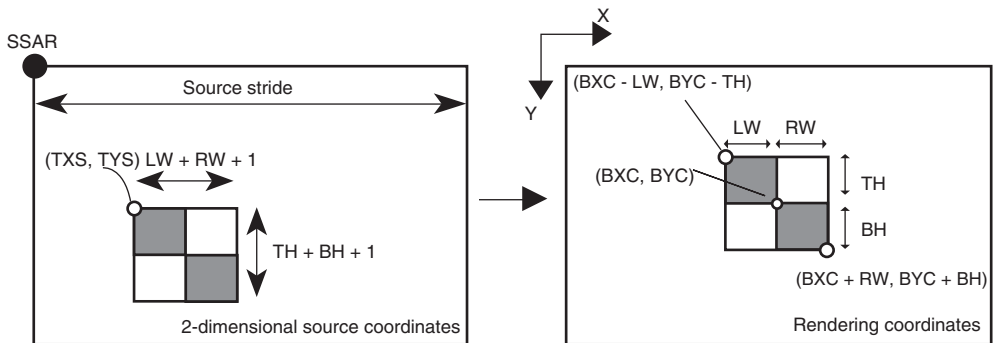 SSAR
Source stride
(TXS, TYS) LW + RW + 1
TH + BH + 1
2-dimensional source coordinates
X
Y
(BXC - LW, BYC - TH)
LW RW
(BXC, BYC)
TH
BH
(BXC + RW, BYC + BH)
Rendering coordinates